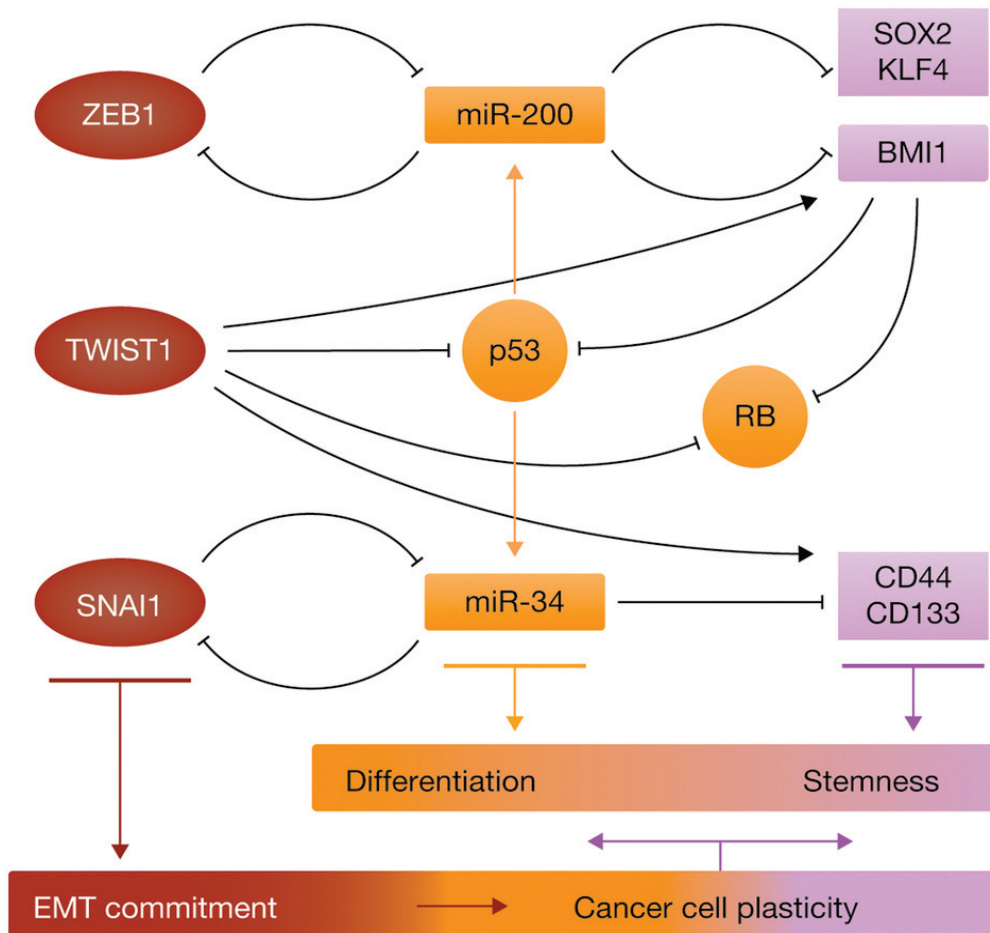 ZEB1
miR-200
SOX2
KLF4
BMI1
TWIST1
p53
RB
SNAI1
miR-34
CD44
CD133
Differentiation
Stemness
EMT commitment
Cancer cell plasticity